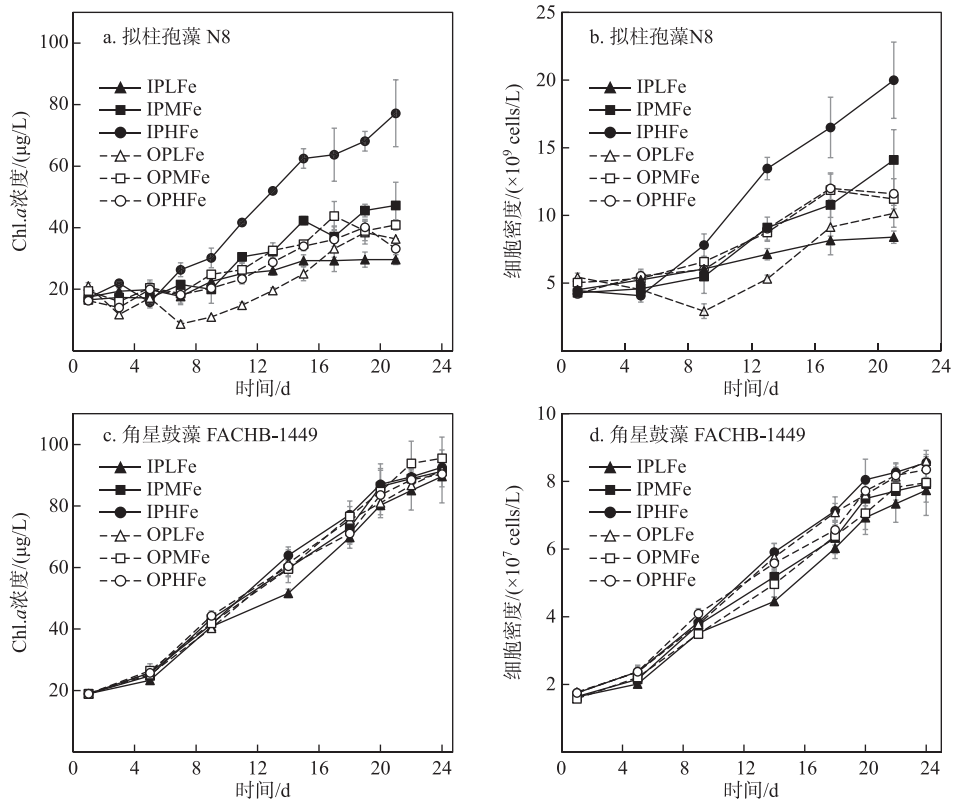 a. 拟柱孢藻 N8
IPLFe
IPMFe
IPHFe
OPLFe
OPMFe
OPHFe
Chl.a浓度/(μg/L)
100
80
60
40
20
0 4 8 12 16 20 24
时间/d
b. 拟柱孢藻N8
IPLFe
IPMFe
IPHFe
OPLFe
OPMFe
OPHFe
细胞密度/(×10⁹ cells/L)
25
20
15
10
5
0
0 4 8 12 16 20 24
时间/d
c. 角星鼓藻 FACHB-1449
IPLFe
IPMFe
IPHFe
OPLFe
OPMFe
OPHFe
Chl.a浓度/(μg/L)
100
80
60
40
20
0 4 8 12 16 20 24
时间/d
d. 角星鼓藻 FACHB-1449
IPLFe
IPMFe
IPHFe
OPLFe
OPMFe
OPHFe
细胞密度/(×10⁷ cells/L)
10
8
6
4
2
0 4 8 12 16 20 24
时间/d